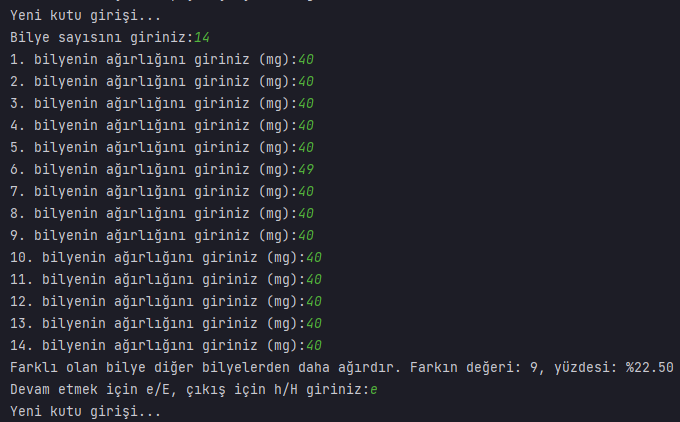 Yeni kutu girişi...
Bilye sayısını giriniz:14
1. bilyenin ağırlığını giriniz (mg):40
2. bilyenin ağırlığını giriniz (mg):40
3. bilyenin ağırlığını giriniz (mg):40
4. bilyenin ağırlığını giriniz (mg):40
5. bilyenin ağırlığını giriniz (mg):40
6. bilyenin ağırlığını giriniz (mg):49
7. bilyenin ağırlığını giriniz (mg):40
8. bilyenin ağırlığını giriniz (mg):40
9. bilyenin ağırlığını giriniz (mg):40
10. bilyenin ağırlığını giriniz (mg):40
11. bilyenin ağırlığını giriniz (mg):40
12. bilyenin ağırlığını giriniz (mg):40
13. bilyenin ağırlığını giriniz (mg):40
14. bilyenin ağırlığını giriniz (mg):40
Farklı olan bilye diğer bilyelerden daha ağırdır. Farkın değeri: 9, yüzdesi: %22.50
Devam etmek için e/E, çıkış için h/H giriniz:e
Yeni kutu girişi...